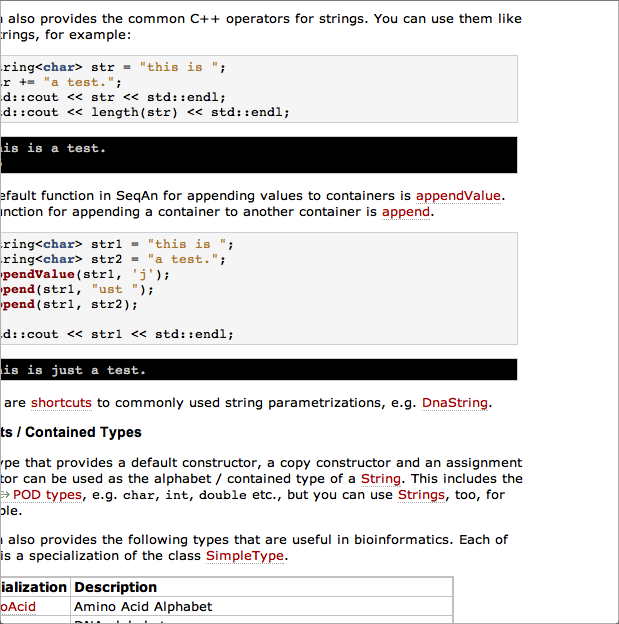 also provides the common C++ operators for strings. You can use them like
trings, for example:
ring<char> str = "this is ";
r += "a test.";
d::cout << str << std::endl;
d::cout << length(str) << std::endl;
is is a test.
efault function in SeqAn for appending values to containers is appendValue.
unction for appending a container to another container is append.
ring<char> str1 = "this is ";
ring<char> str2 = "a test.";
pendValue(str1, 'j');
pend(str1, "ust ");
pend(str1, str2);
d::cout << str1 << std::endl;
is is just a test.
are shortcuts to commonly used string parametrizations, e.g. DnaString.
ts / Contained Types
ype that provides a default constructor, a copy constructor and an assignment
tor can be used as the alphabet / contained type of a String. This includes the
POD types, e.g. char, int, double etc., but you can use Strings, too, for
ple.
also provides the following types that are useful in bioinformatics. Each of
is a specialization of the class SimpleType.
ialization Description
oAcid Amino Acid Alphabet